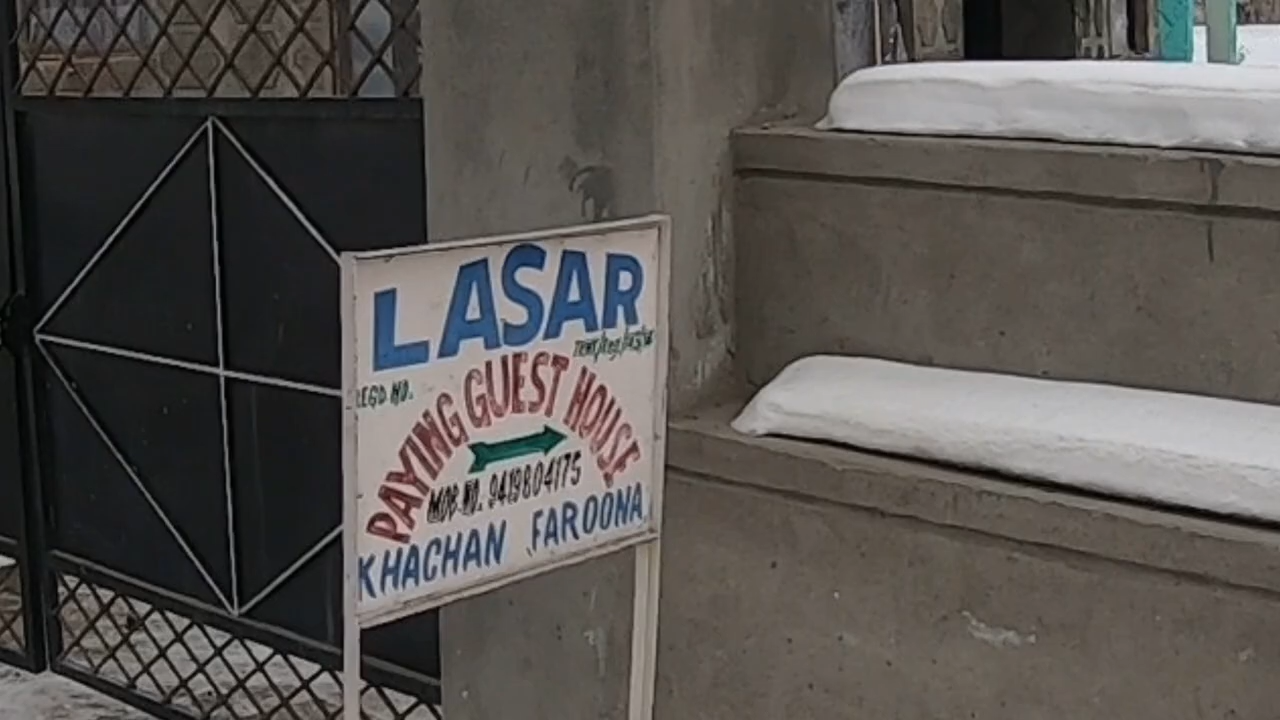 LASAR
REGD NO.
PAYING GUEST HOUSE
MOB.NO. 9419804175
KHACHAN FAROONA